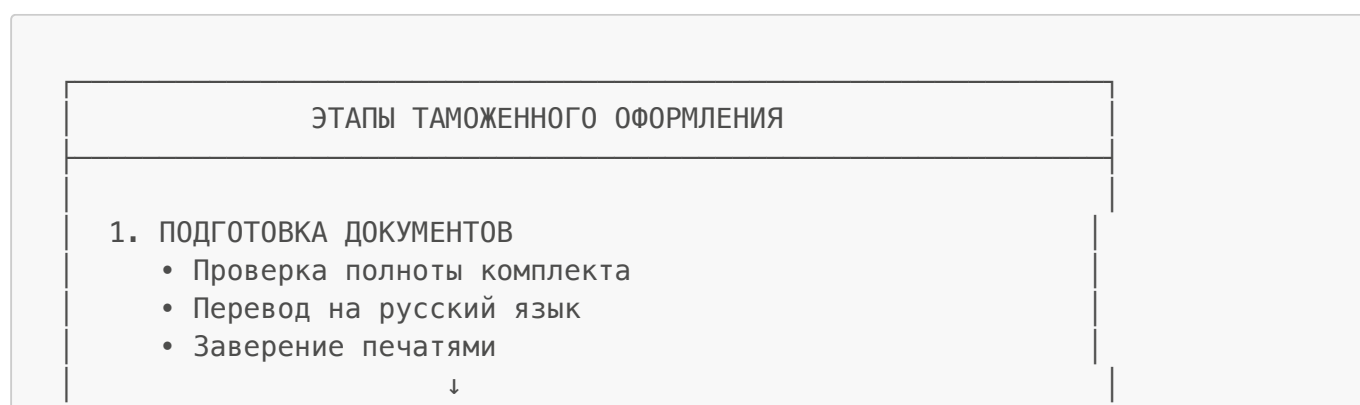 ЭТАПЫ ТАМОЖЕННОГО ОФОРМЛЕНИЯ
1. ПОДГОТОВКА ДОКУМЕНТОВ
• Проверка полноты комплекта
• Перевод на русский язык
• Заверение печатями
↓